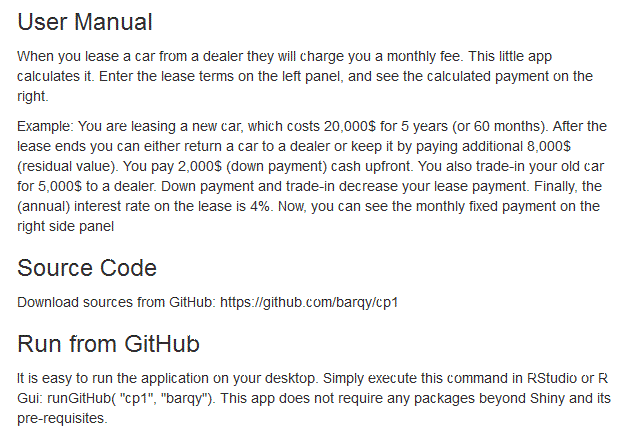 User Manual
When you lease a car from a dealer they will charge you a monthly fee. This little app
calculates it. Enter the lease terms on the left panel, and see the calculated payment on the
right.
Example: You are leasing a new car, which costs 20,000$ for 5 years (or 60 months). After the
lease ends you can either return a car to a dealer or keep it by paying additional 8,000$
(residual value). You pay 2,000$ (down payment) cash upfront. You also trade-in your old car
for 5,000$ to a dealer. Down payment and trade-in decrease your lease payment. Finally, the
(annual) interest rate on the lease is 4%. Now, you can see the monthly fixed payment on the
right side panel
Source Code
Download sources from GitHub: https://github.com/barqy/cp1
Run from GitHub
It is easy to run the application on your desktop. Simply execute this command in RStudio or R
Gui: runGitHub( "cp1", "barqy"). This app does not require any packages beyond Shiny and its
pre-requisites.